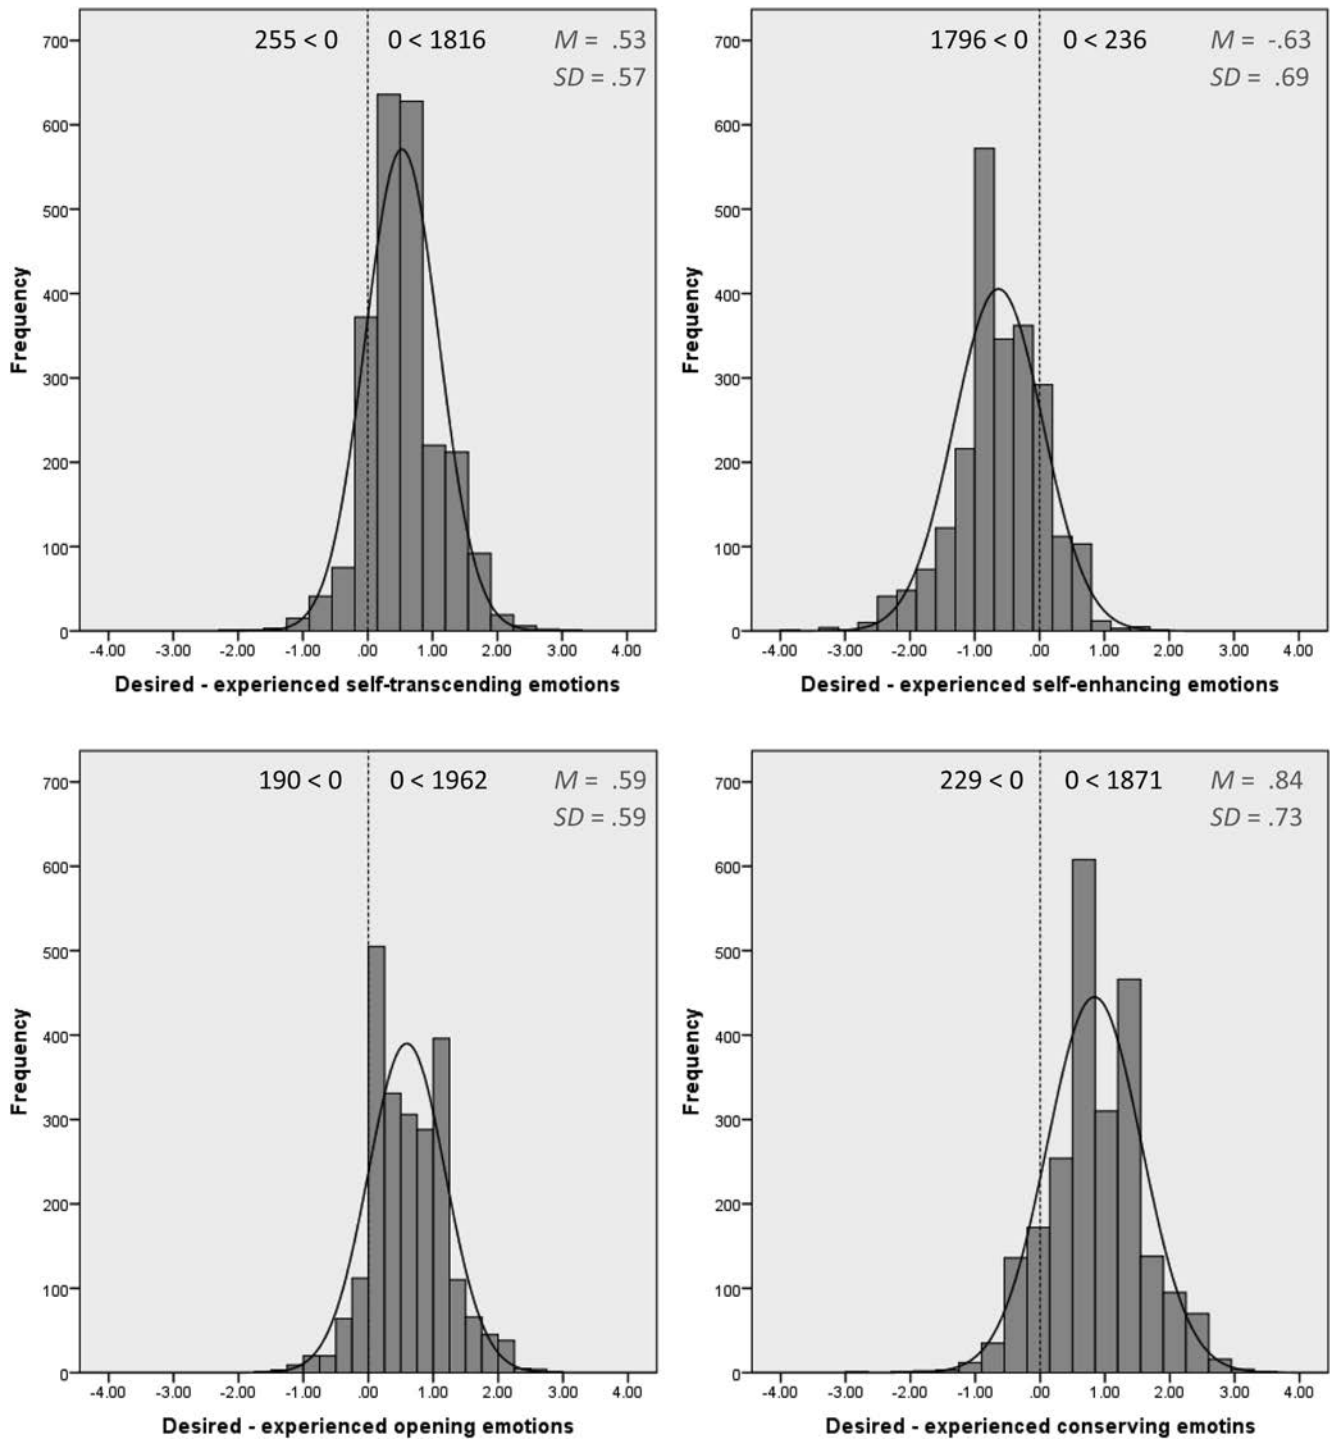 255 < 0 0 < 1816 M = .53
SD = .57
700
600
500
400
300
200
100
0
Frequency
-4.00 -3.00 -2.00 -1.00 .00 1.00 2.00 3.00 4.00
Desired - experienced self-transcending emotions
1796 < 0 0 < 236 M = -.63
SD = .69
700
600
500
400
300
200
100
0
Frequency
-4.00 -3.00 -2.00 -1.00 .00 1.00 2.00 3.00 4.00
Desired - experienced self-enhancing emotions
190 < 0 0 < 1962 M = .59
SD = .59
700
600
500
400
300
200
100
0
Frequency
-4.00 -3.00 -2.00 -1.00 .00 1.00 2.00 3.00 4.00
Desired - experienced opening emotions
229 < 0 0 < 1871 M = .84
SD = .73
700
600
500
400
300
200
100
0
Frequency
-4.00 -3.00 -2.00 -1.00 .00 1.00 2.00 3.00 4.00
Desired - experienced conserving emotins